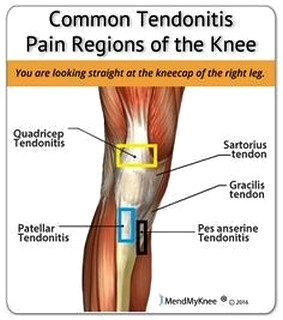 Common Tendonitis
Pain Regions of the Knee
You are looking straight at the kneecap of the right leg.
Quadricep
Tendonitis
Sartorius
tendon
Gracilis
tendon
Patellar
Tendonitis
Pes anserine
Tendonitis
MendMyKnee ® © 2016